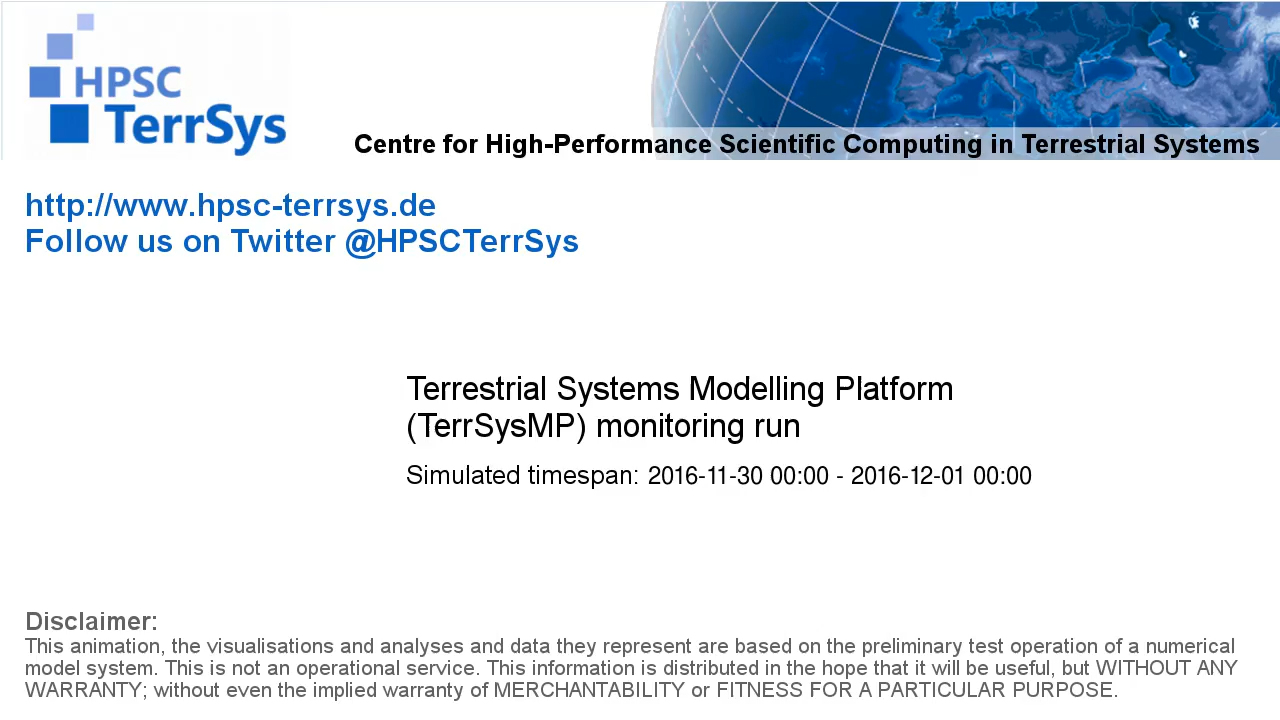 HPSC
TerrSys
Centre for High-Performance Scientific Computing in Terrestrial Systems
http://www.hpsc-terrsys.de
Follow us on Twitter @HPSCTerrSys
Terrestrial Systems Modelling Platform
(TerrSysMP) monitoring run
Simulated timespan: 2016-11-30 00:00 - 2016-12-01 00:00
Disclaimer:
This animation, the visualisations and analyses and data they represent are based on the preliminary test operation of a numerical
model system. This is not an operational service. This information is distributed in the hope that it will be useful, but WITHOUT ANY
WARRANTY; without even the implied warranty of MERCHANTABILITY or FITNESS FOR A PARTICULAR PURPOSE.